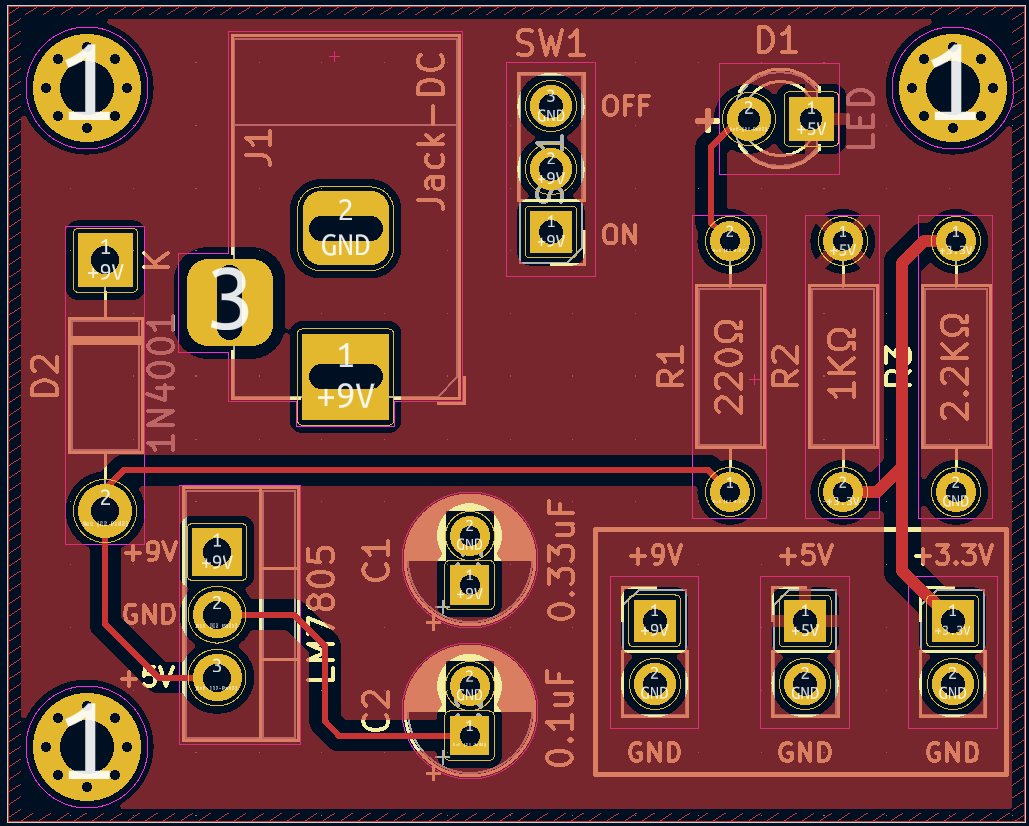 SW1
D1
1
1
OFF
3
GND
+
2
1
+5V
LED
Jack-DC
J1
2
+9V
1
+9V
ON
2
GND
1
+9V
K
3
1
+9V
2
1
+5V
1
+3.3V
D2
1N4001
R1
220Ω
R2
1KΩ
R3
2.2KΩ
2
1
2
+3.3V
2
GND
+9V
1
+9V
GND
2
+5V
3
LM7805
C1
2
GND
1
+9V
+
0.33uF
C2
2
GND
1
+
0.1uF
+9V
+5V
+3.3V
1
+9V
1
+5V
1
+3.3V
2
GND
2
GND
2
GND
GND
GND
GND
1